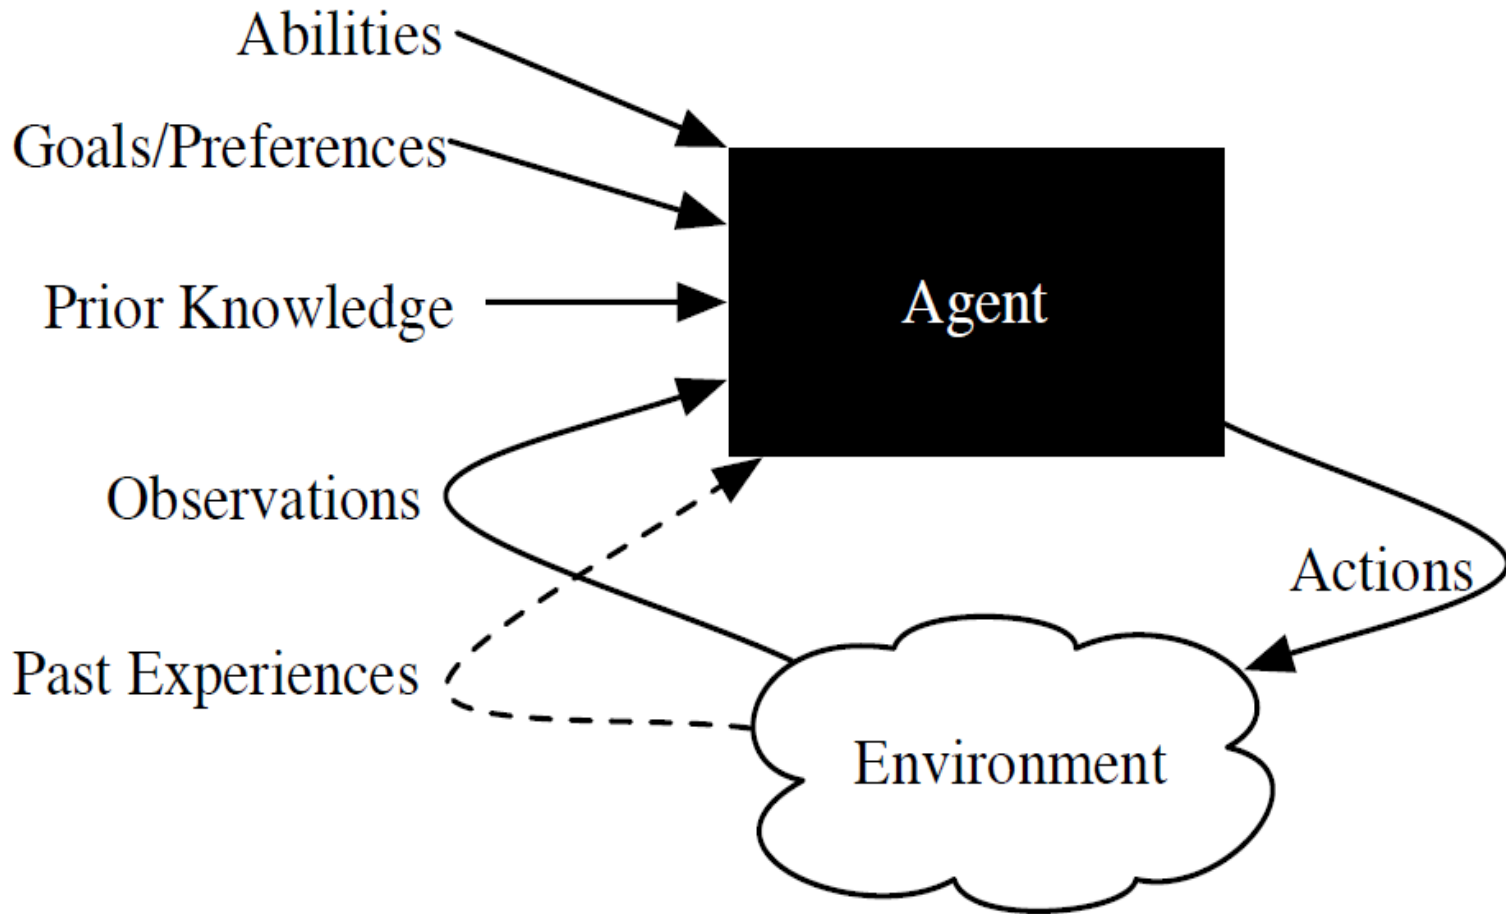 Abilities
Goals/Preferences
Prior Knowledge
Agent
Observations
Actions
Past Experiences
Environment